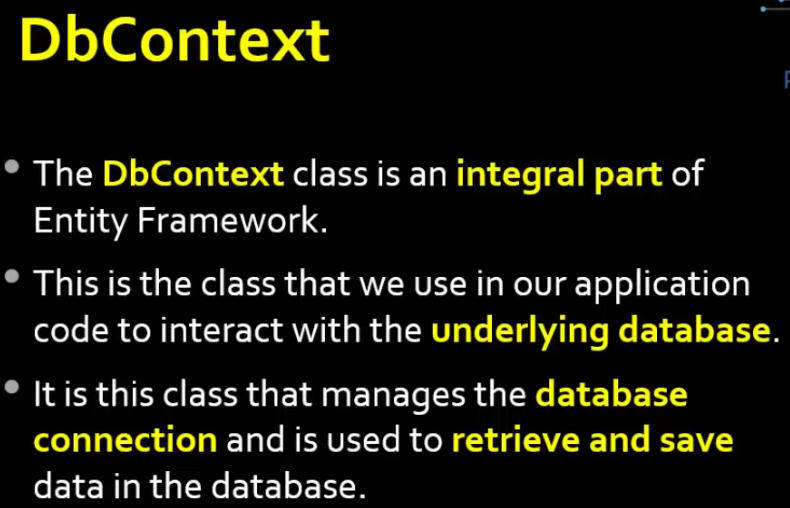 DbContext
• The DbContext class is an integral part of
Entity Framework.
• This is the class that we use in our application
code to interact with the underlying database.
• It is this class that manages the database
connection and is used to retrieve and save
data in the database.